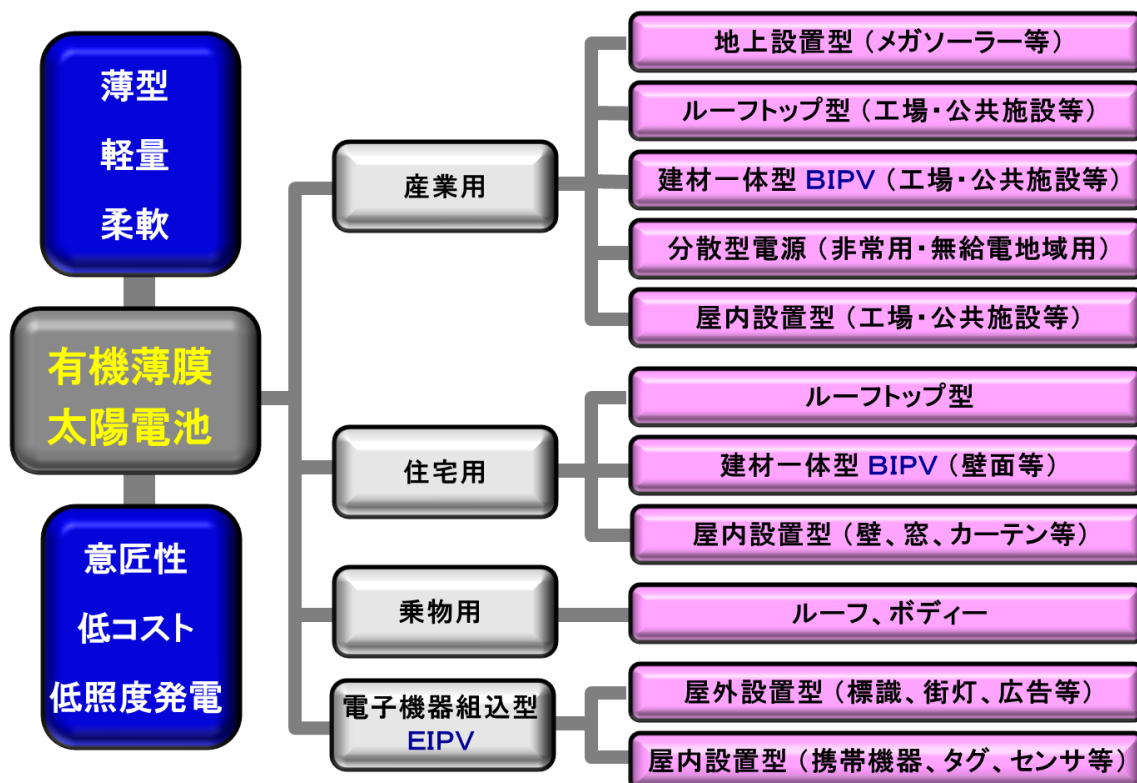 薄型
軽量
柔軟
有機薄膜
太陽電池
意匠性
低コスト
低照度発電
産業用
地上設置型（メガソーラー等）
ルーフトップ型（工場・公共施設等）
建材一体型 BIPV（工場・公共施設等）
分散型電源（非常用・無給電地域用）
屋内設置型（工場・公共施設等）
住宅用
ルーフトップ型
建材一体型 BIPV（壁面等）
屋内設置型（壁、窓、カーテン等）
乗物用
ルーフ、ボディー
電子機器組込型
EIPV
屋外設置型（標識、街灯、広告等）
屋内設置型（携帯機器、タグ、センサ等）